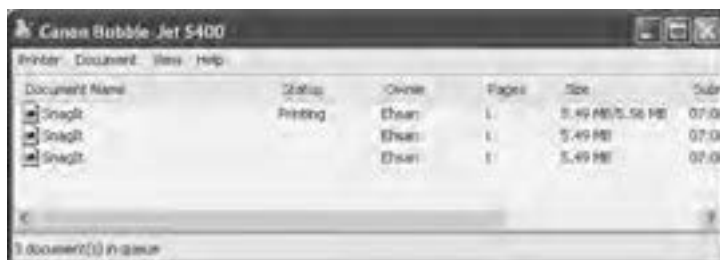 Canon Bubble Jet S400
Printer Document View Help
Document Name Status Owner Pages Size
SnagIt Printing Ehsan 1 5.49 MB/5.56 MB
SnagIt Ehsan 1 5.49 MB
SnagIt Ehsan 1 5.49 MB
3 document(s) in queue